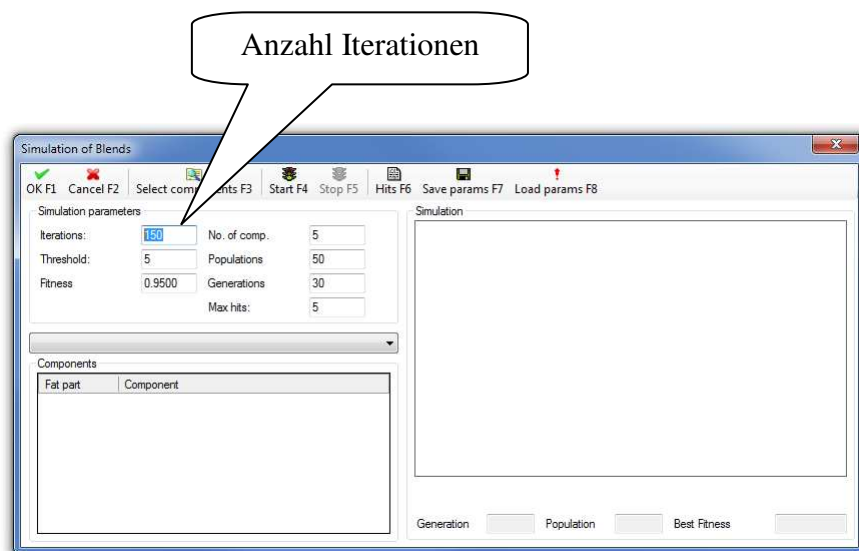 Anzahl Iterationen
Simulation of Blends
OK F1 Cancel F2 Select comp nts F3 Start F4 Stop F5 Hits F6 Save params F7 Load params F8
Simulation parameters
Iterations: 150 No. of comp. 5
Threshold: 5 Populations 50
Fitness 0.9500 Generations 30
Max hits: 5
Components
Fat part Component
Simulation
Generation Population Best Fitness